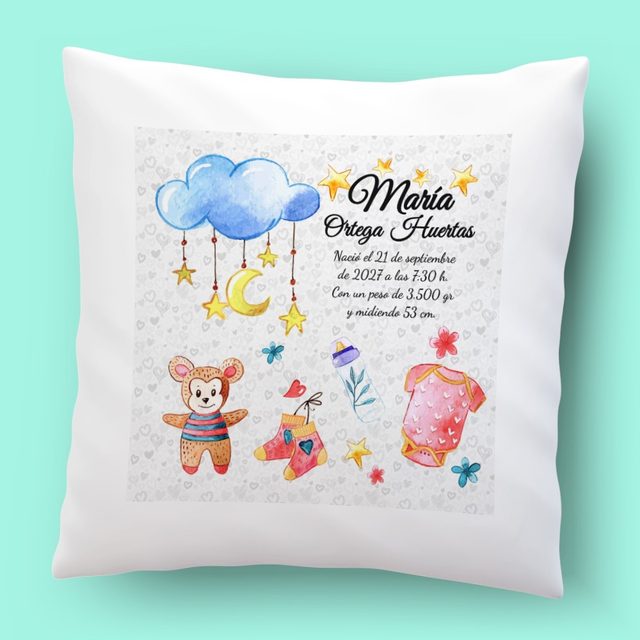 María
Ortega Huertas
Nació el 21 de septiembre
de 2027 a las 7:30 h.
Con un peso de 3.500 gr
y midiendo 53 cm.